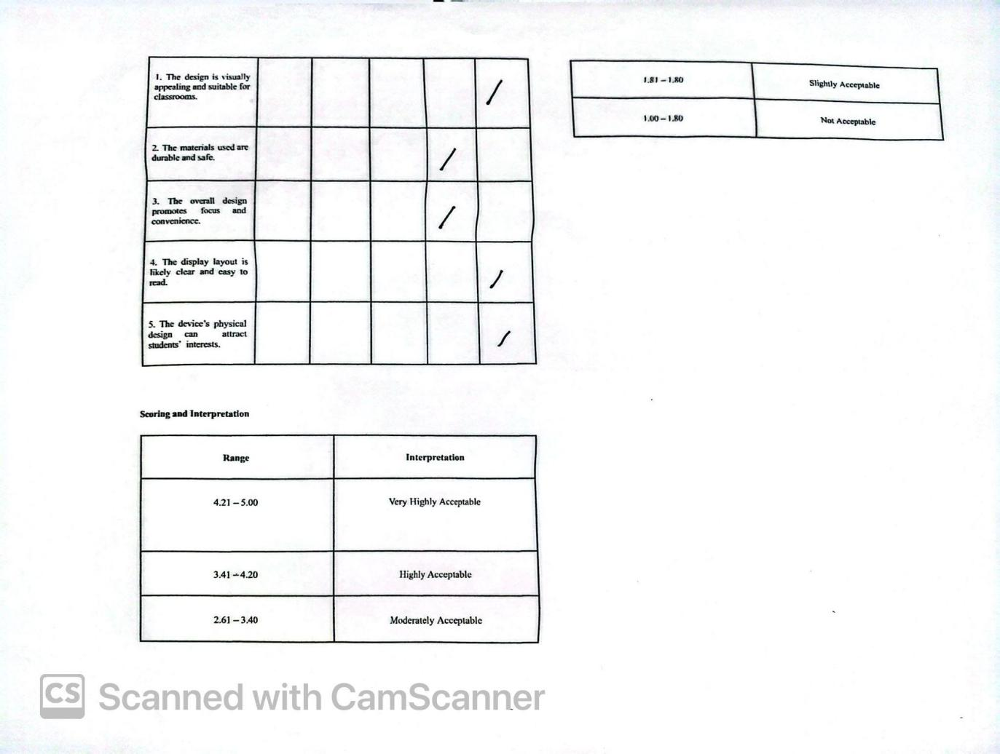 1. The design is visually
appealing and suitable for
classrooms.
/
2. The materials used are
durable and safe.
/
3. The overall design
promotes focus and
convenience.
/
4. The display layout is
likely clear and easy to
read.
/
5. The device's physical
design can attract
students' interests.
/
Scoring and Interpretation
Range Interpretation
4.21 – 5.00 Very Highly Acceptable
3.41 – 4.20 Highly Acceptable
2.61 – 3.40 Moderately Acceptable
1.81 – 1.80 Slightly Acceptable
1.00 – 1.80 Not Acceptable
CS Scanned with CamScanner